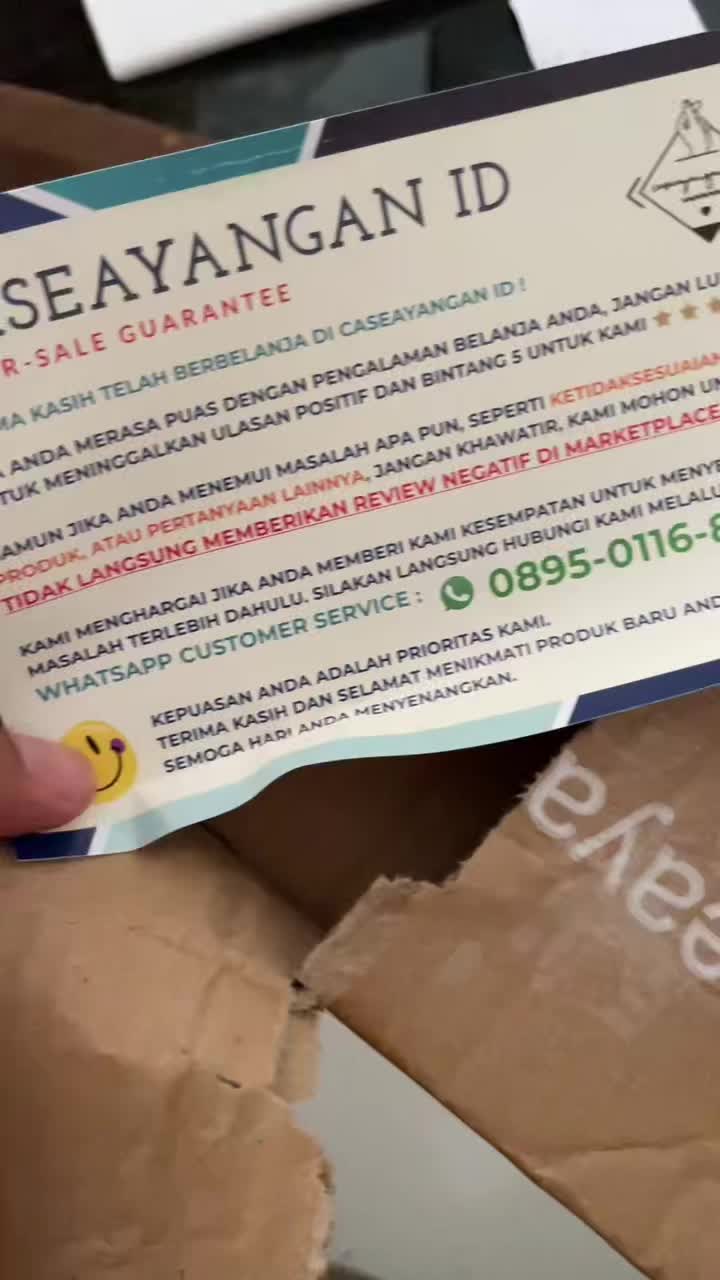 SEAYANGAN ID
R-SALE GUARANTEE
MA KASIH TELAH BERBELANJA DI CASEAYANGAN ID !
ANDA MERASA PUAS DENGAN PENGALAMAN BELANJA ANDA, JANGAN LU
TUK MENINGGALKAN ULASAN POSITIF DAN BINTANG 5 UNTUK KAMI
AMUN JIKA ANDA MENEMUI MASALAH APA PUN, SEPERTI KETIDAKSESUAIAN
PRODUK, ATAU PERTANYAAN LAINNYA, JANGAN KHAWATIR. KAMI MOHON UN
TIDAK LANGSUNG MEMBERIKAN REVIEW NEGATIF DI MARKETPLACE
KAMI MENGHARGAI JIKA ANDA MEMBERI KAMI KESEMPATAN UNTUK MENYE
MASALAH TERLEBIH DAHULU. SILAKAN LANGSUNG HUBUNGI KAMI MELALU
WHATSAPP CUSTOMER SERVICE : 0895-0116-8
KEPUASAN ANDA ADALAH PRIORITAS KAMI.
TERIMA KASIH DAN SELAMAT MENIKMATI PRODUK BARU AND
SEMOGA HARI ANDA MENYENANGKAN.
eaya